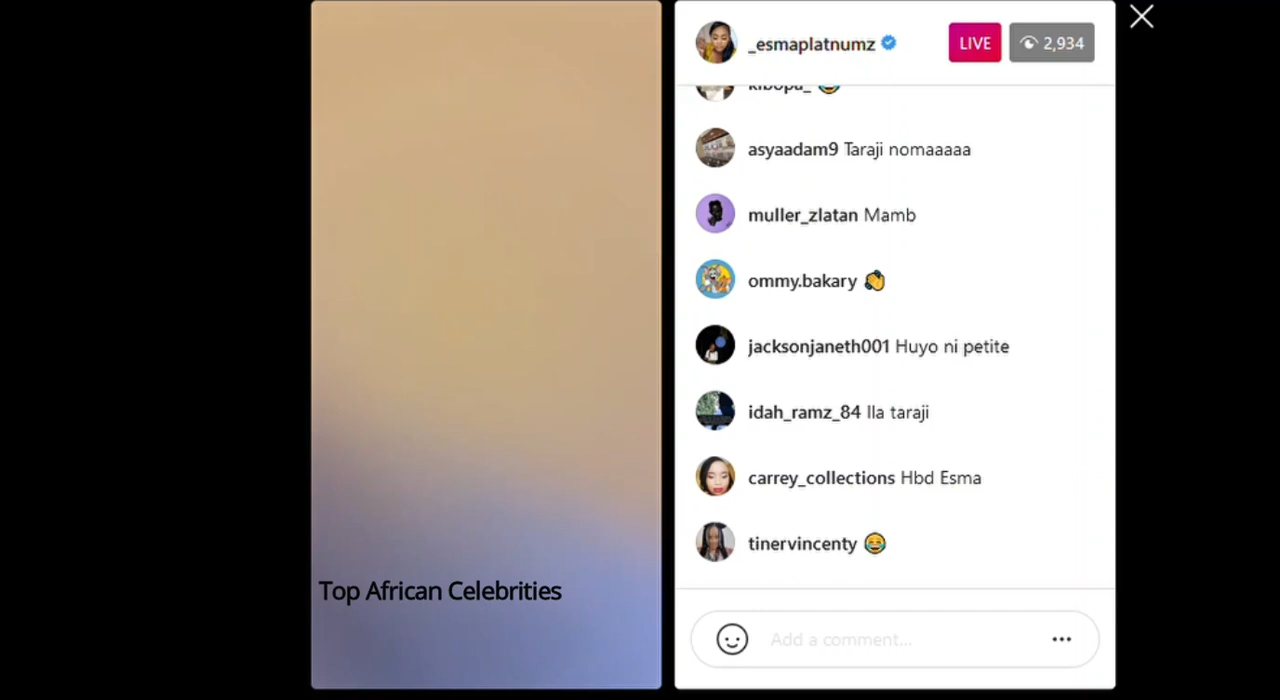 _esmaplatnumz
LIVE
2,934
kibopa_ 😂
asyaadam9 Taraji nomaaaaa
muller_zlatan Mamb
ommy.bakary 👏
jacksonjaneth001 Huyo ni petite
idah_ramz_84 Ila taraji
carrey_collections Hbd Esma
tinervincenty 😂
Add a comment...
Top African Celebrities